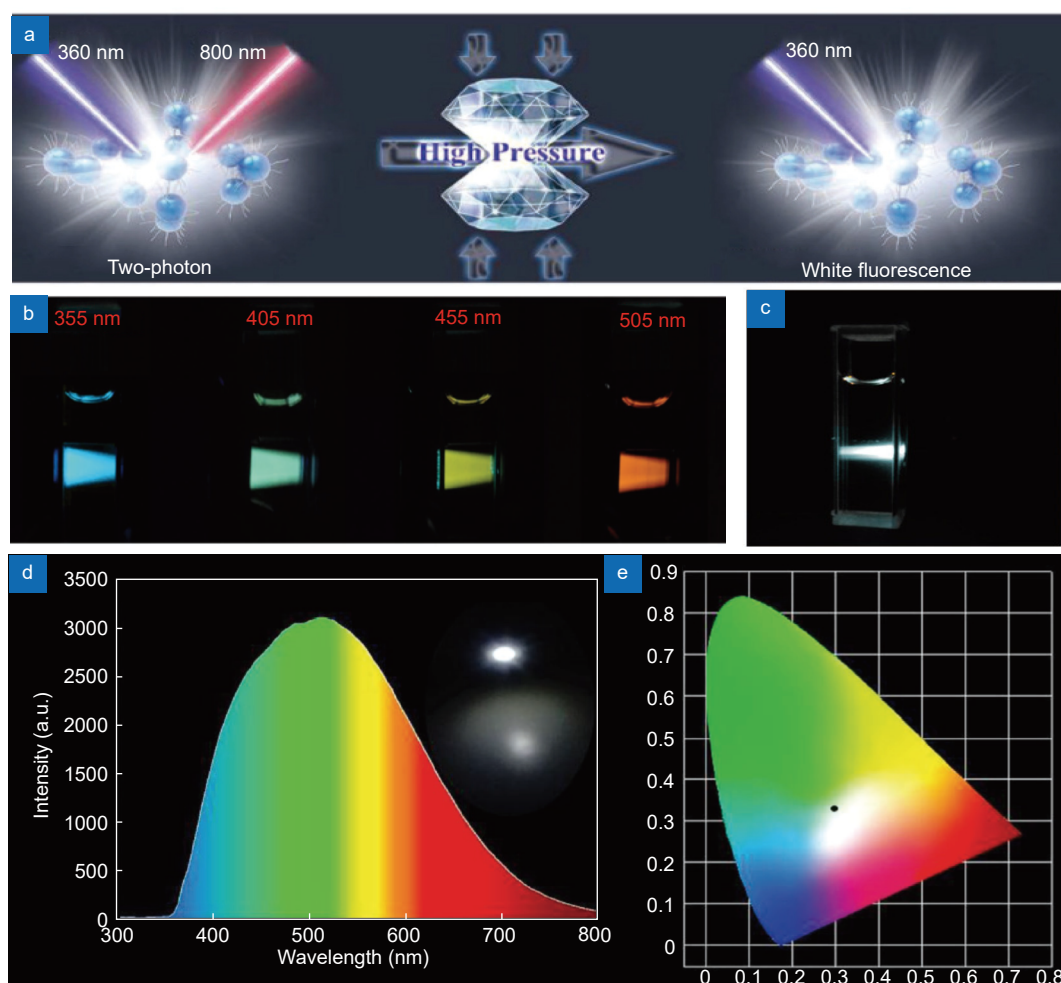 a
360 nm
800 nm
360 nm
High Pressure
Two-photon
White fluorescence
b
355 nm
405 nm
455 nm
505 nm
c
d
3500
3000
2500
2000
1500
1000
500
0
Intensity (a.u.)
300
400
500
600
700
800
Wavelength (nm)
e
0.9
0.8
0.7
0.6
0.5
0.4
0.3
0.2
0.1
0
0
0.1
0.2
0.3
0.4
0.5
0.6
0.7
0.8